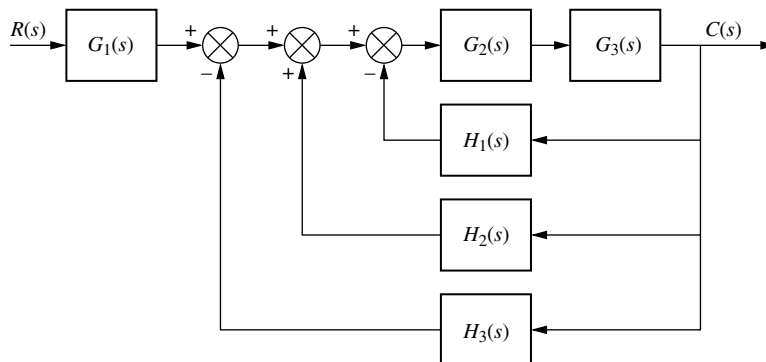 R(s) G₁(s) + + + G₂(s) G₃(s) C(s)
− + −
H₁(s)
H₂(s)
H₃(s)